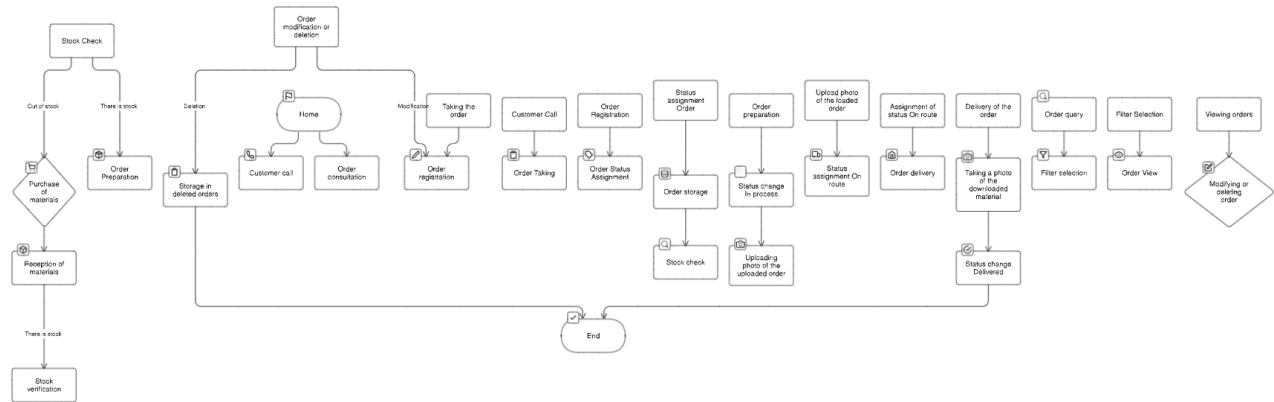 Order
modification or
deletion
Stock Check
Out of stock
There is stock
Deletion
Modification
Home
Taking the
order
Customer Call
Order
Registration
Status
assignment
Order
Order
preparation
Upload photo
of the loaded
order
Assignment of
status On route
Delivery of the
order
Order query
Filter Selection
Viewing orders
Purchase
of
materials
Order
Preparation
Storage in
deleted orders
Customer call
Order
consultation
Order
registration
Order Taking
Order Status
Assignment
Order storage
Status change
In process
Status
assignment On
route
Order delivery
Taking a photo
of the
downloaded
material
Filter selection
Order View
Modifying or
deleting
order
Reception of
materials
Stock check
Uploading
photo of the
uploaded order
Status change
Delivered
There is stock
End
Stock
verification